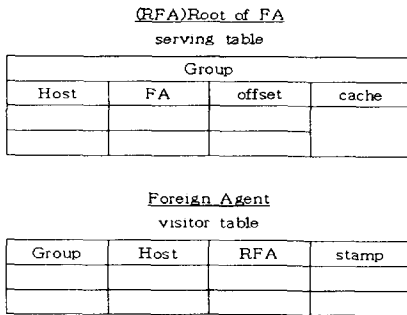 (RFA)Root of FA
serving table
Group
Host FA offset cache
Foreign Agent
visitor table
Group Host RFA stamp